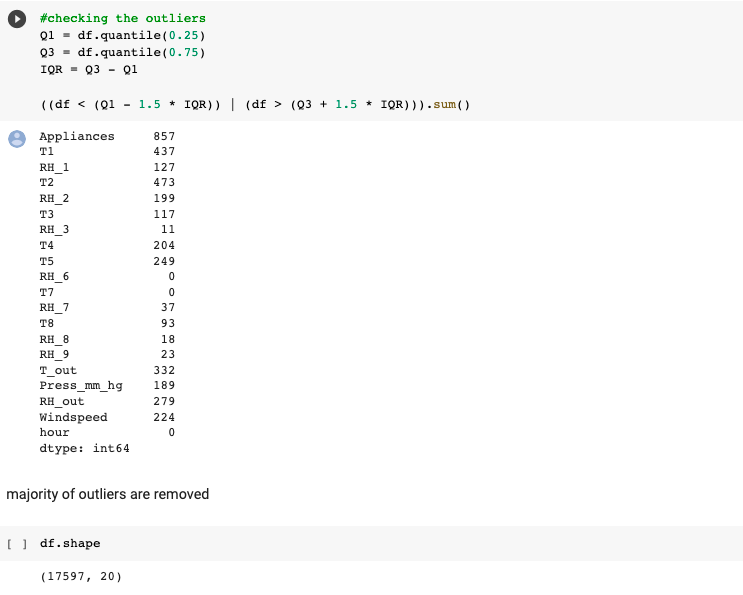 #checking the outliers
Q1 = df.quantile(0.25)
Q3 = df.quantile(0.75)
IQR = Q3 - Q1
((df < (Q1 - 1.5 * IQR)) | (df > (Q3 + 1.5 * IQR))).sum()
Appliances 857
T1 437
RH_1 127
T2 473
RH_2 199
T3 117
RH_3 11
T4 204
T5 249
RH_6 0
T7 0
RH_7 37
T8 93
RH_8 18
RH_9 23
T_out 332
Press_mm_hg 189
RH_out 279
Windspeed 224
hour 0
dtype: int64
majority of outliers are removed
[ ] df.shape
(17597, 20)